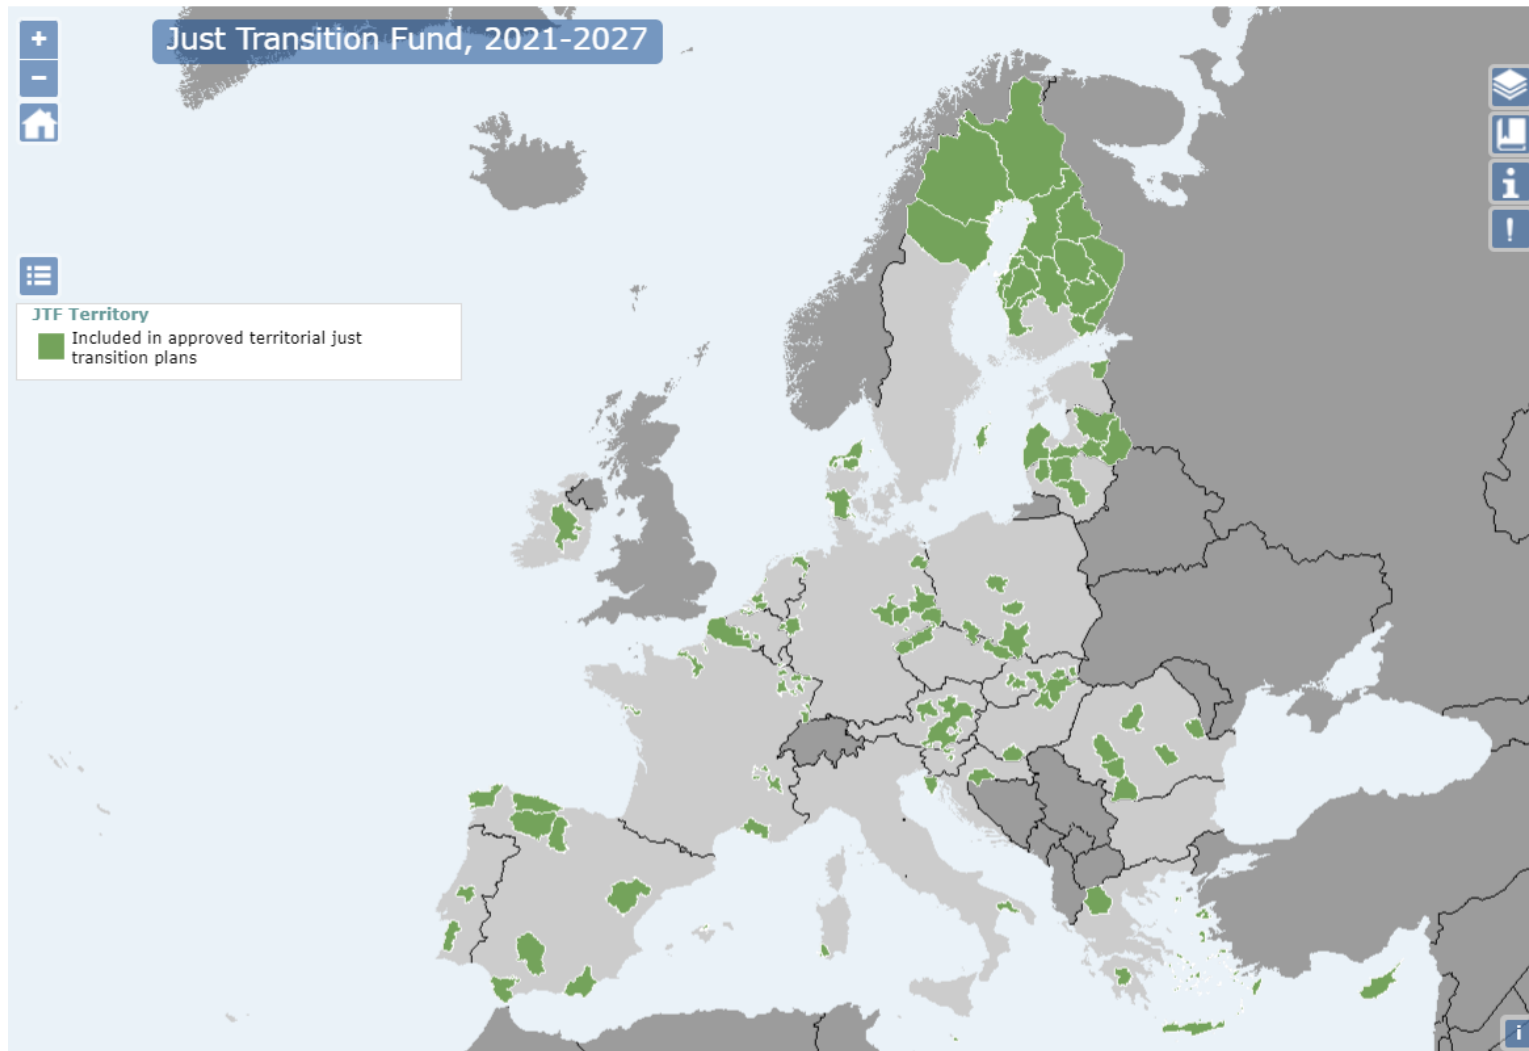 Just Transition Fund, 2021-2027
JTF Territory
Included in approved territorial just
transition plans